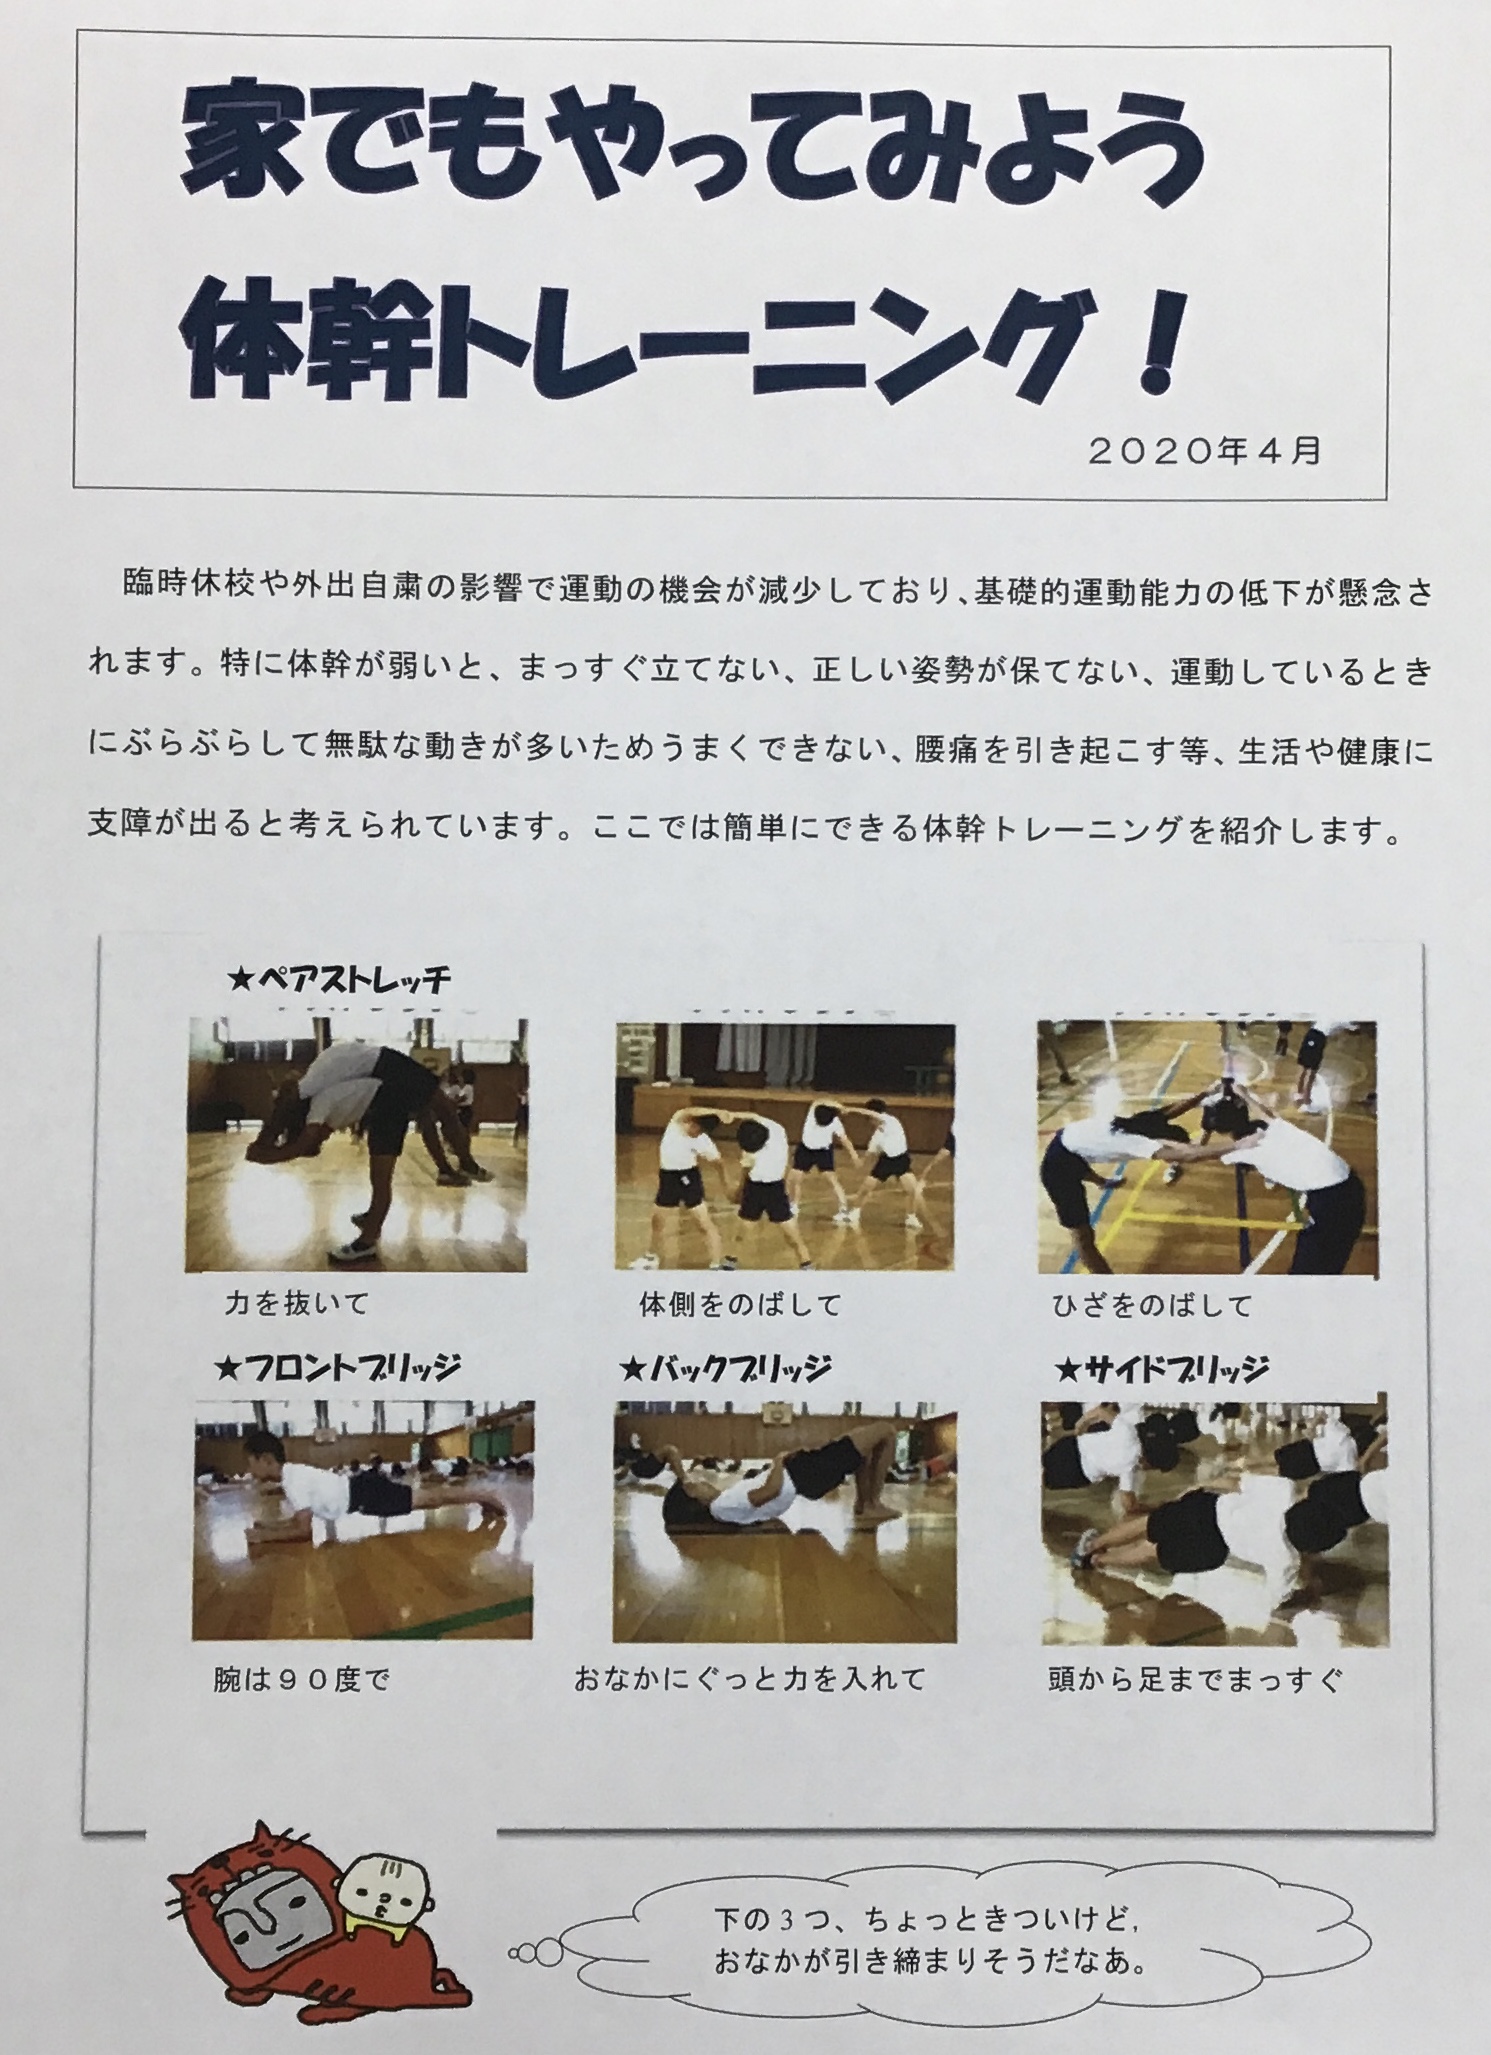 家でもやってみよう
体幹トレーニング！
２０２０年４月
臨時休校や外出自粛の影響で運動の機会が減少しており、基礎的運動能力の低下が懸念さ
れます。特に体幹が弱いと、まっすぐ立てない、正しい姿勢が保てない、運動しているとき
にぶらぶらして無駄な動きが多いためうまくできない、腰痛を引き起こす等、生活や健康に
支障が出ると考えられています。ここでは簡単にできる体幹トレーニングを紹介します。
★ペアストレッチ
力を抜いて
体側をのばして
ひざをのばして
★フロントブリッジ
★バックブリッジ
★サイドブリッジ
腕は９０度で
おなかにぐっと力を入れて
頭から足までまっすぐ
下の３つ、ちょっときついけど，
おなかが引き締まりそうだなあ。